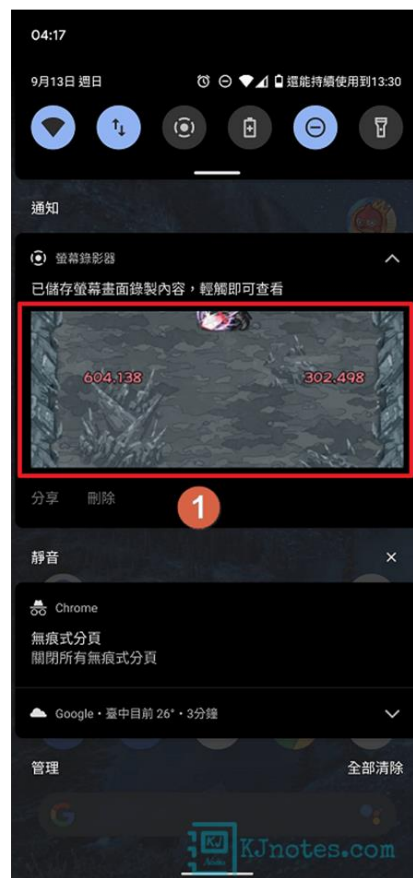 04:17
9月13日 週日
還能持續使用到13:30
通知
螢幕錄影器
已儲存螢幕畫面錄製內容，輕觸即可查看
604,138
302,498
分享 刪除
1
靜音
Chrome
無痕式分頁
關閉所有無痕式分頁
Google・臺中目前 26°・3分鐘
管理
全部清除
G
KJ
Notes
KJnotes.com